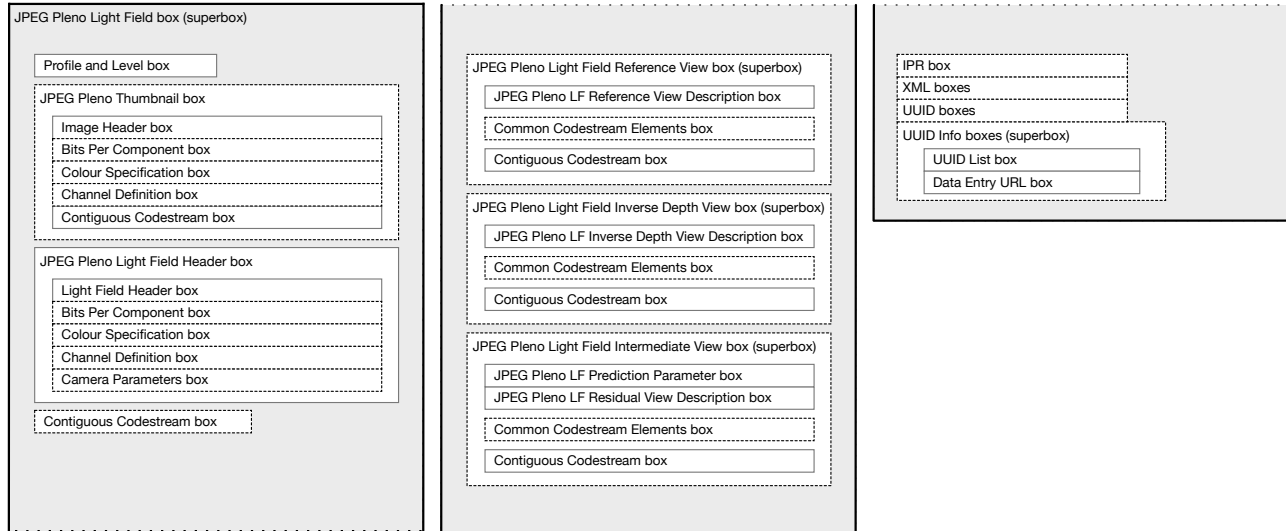 JPEG Pleno Light Field box (superbox)
Profile and Level box
JPEG Pleno Thumbnail box
Image Header box
Bits Per Component box
Colour Specification box
Channel Definition box
Contiguous Codestream box
JPEG Pleno Light Field Header box
Light Field Header box
Bits Per Component box
Colour Specification box
Channel Definition box
Camera Parameters box
Contiguous Codestream box
JPEG Pleno Light Field Reference View box (superbox)
JPEG Pleno LF Reference View Description box
Common Codestream Elements box
Contiguous Codestream box
JPEG Pleno Light Field Inverse Depth View box (superbox)
JPEG Pleno LF Inverse Depth View Description box
Common Codestream Elements box
Contiguous Codestream box
JPEG Pleno Light Field Intermediate View box (superbox)
JPEG Pleno LF Prediction Parameter box
JPEG Pleno LF Residual View Description box
Common Codestream Elements box
Contiguous Codestream box
IPR box
XML boxes
UUID boxes
UUID Info boxes (superbox)
UUID List box
Data Entry URL box